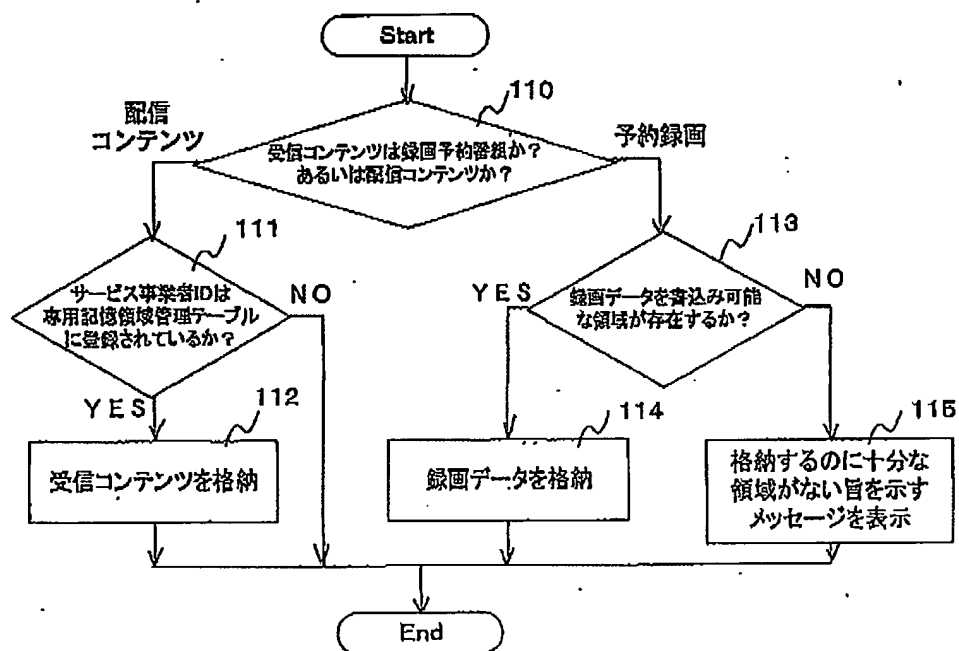 Start
110
配信
コンテンツ
予約録画
受信コンテンツは録画予約番組か?
あるいは配信コンテンツか?
111
113
サービス事業者IDは
専用記憶領域管理テーブル
に登録されているか?
NO
YES
録画データを書込み可能
な領域が存在するか?
NO
YES
112
114
115
受信コンテンツを格納
録画データを格納
格納するのに十分な
領域がない旨を示す
メッセージを表示
End